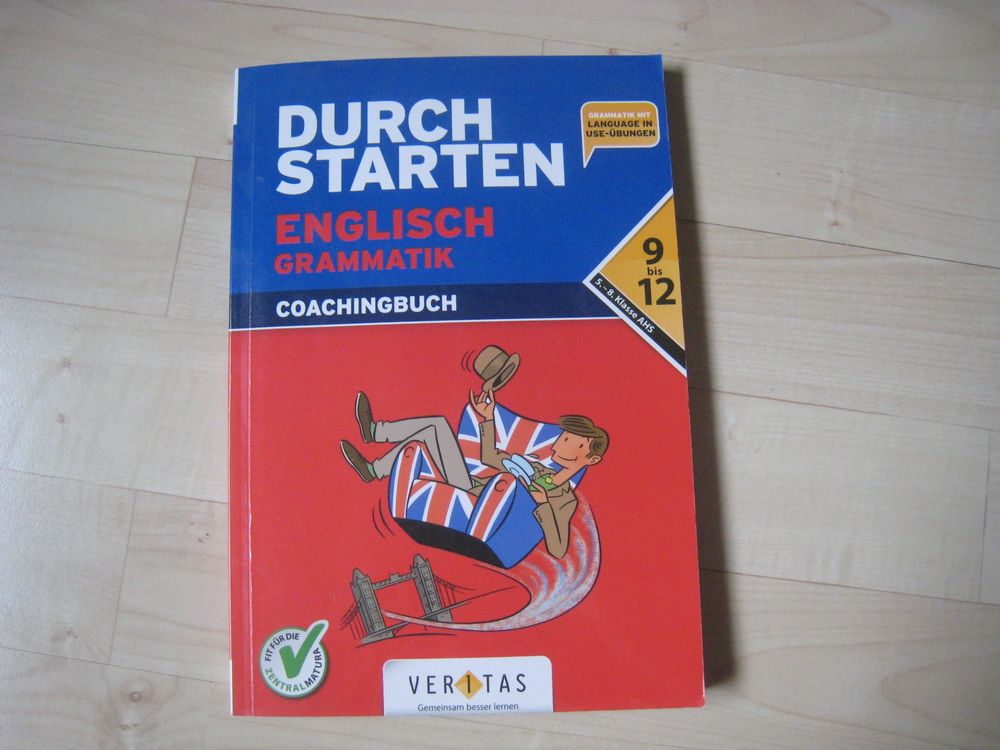 DURCH
STARTEN
ENGLISCH
GRAMMATIK
COACHINGBUCH
GRAMMATIK MIT
LANGUAGE IN
USE-ÜBUNGEN
9
bis
12
5.–8. Klasse AHS
FIT FÜR DIE
ZENTRALMATURA
VERITAS
Gemeinsam besser lernen